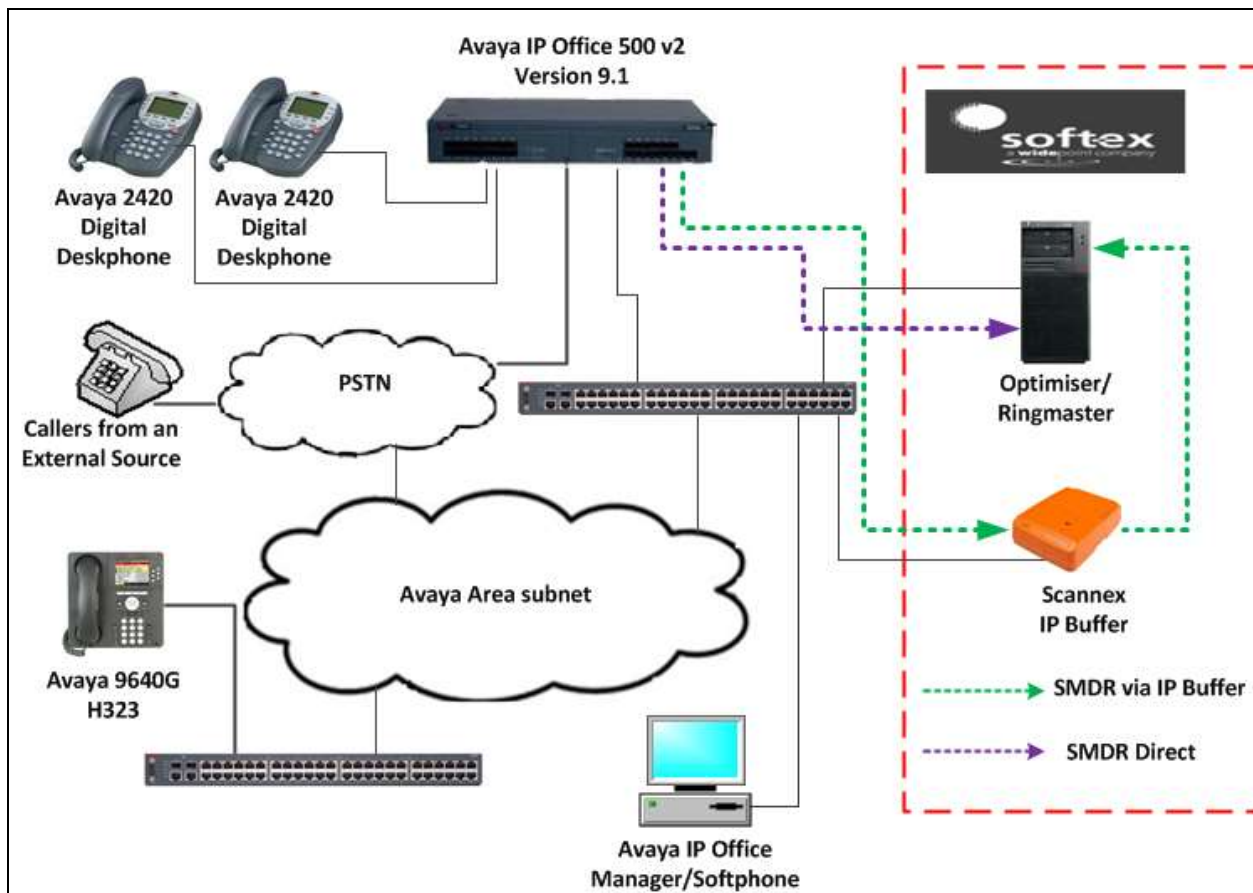 Avaya IP Office 500 v2
Version 9.1
softex
a widepoint company
Avaya 2420
Digital
Deskphone
Avaya 2420
Digital
Deskphone
PSTN
Optimiser/
Ringmaster
Callers from an
External Source
Avaya Area subnet
Scannex
IP Buffer
Avaya 9640G
H323
SMDR via IP Buffer
SMDR Direct
Avaya IP Office
Manager/Softphone